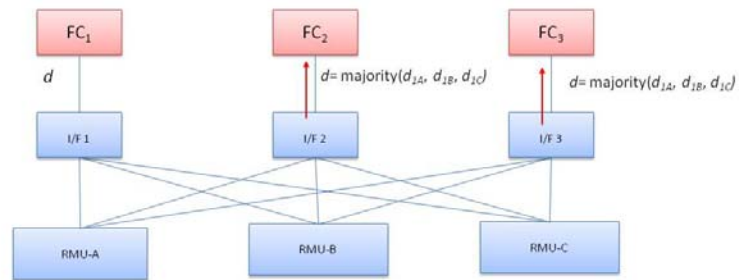 FC₁
FC₂
FC₃
d
d= majority(d₁A, d₁B, d₁C)
d= majority(d₁A, d₁B, d₁C)
I/F 1
I/F 2
I/F 3
RMU-A
RMU-B
RMU-C